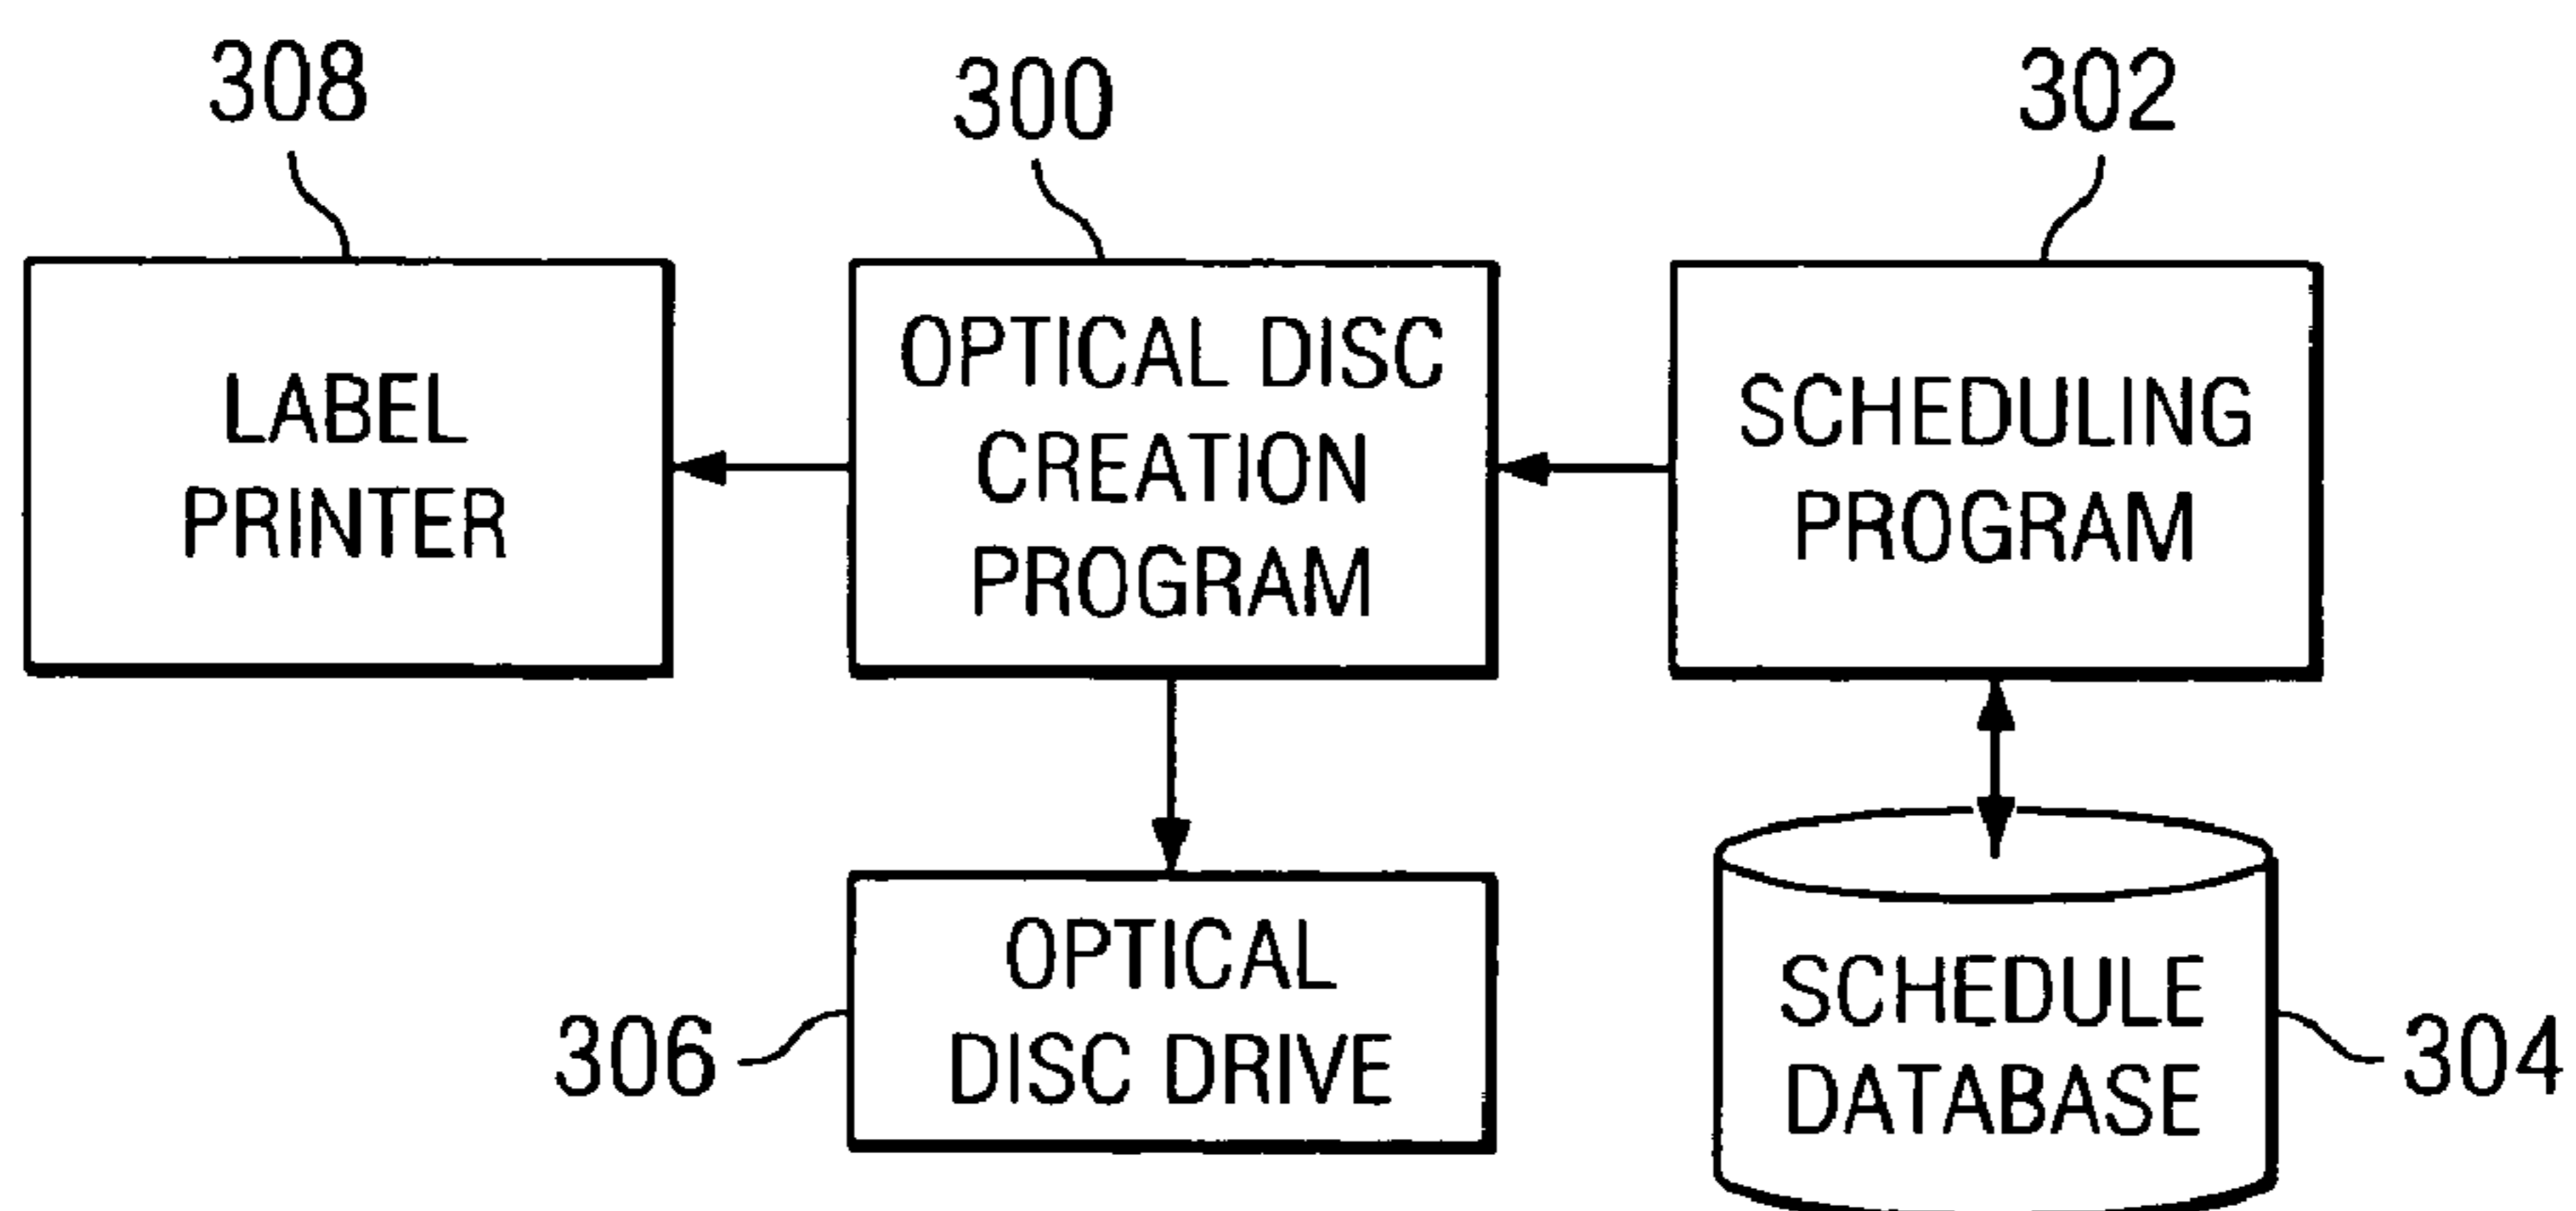 308
300
302
LABEL
PRINTER
OPTICAL DISC
CREATION
PROGRAM
SCHEDULING
PROGRAM
306
OPTICAL
DISC DRIVE
SCHEDULE
DATABASE
304